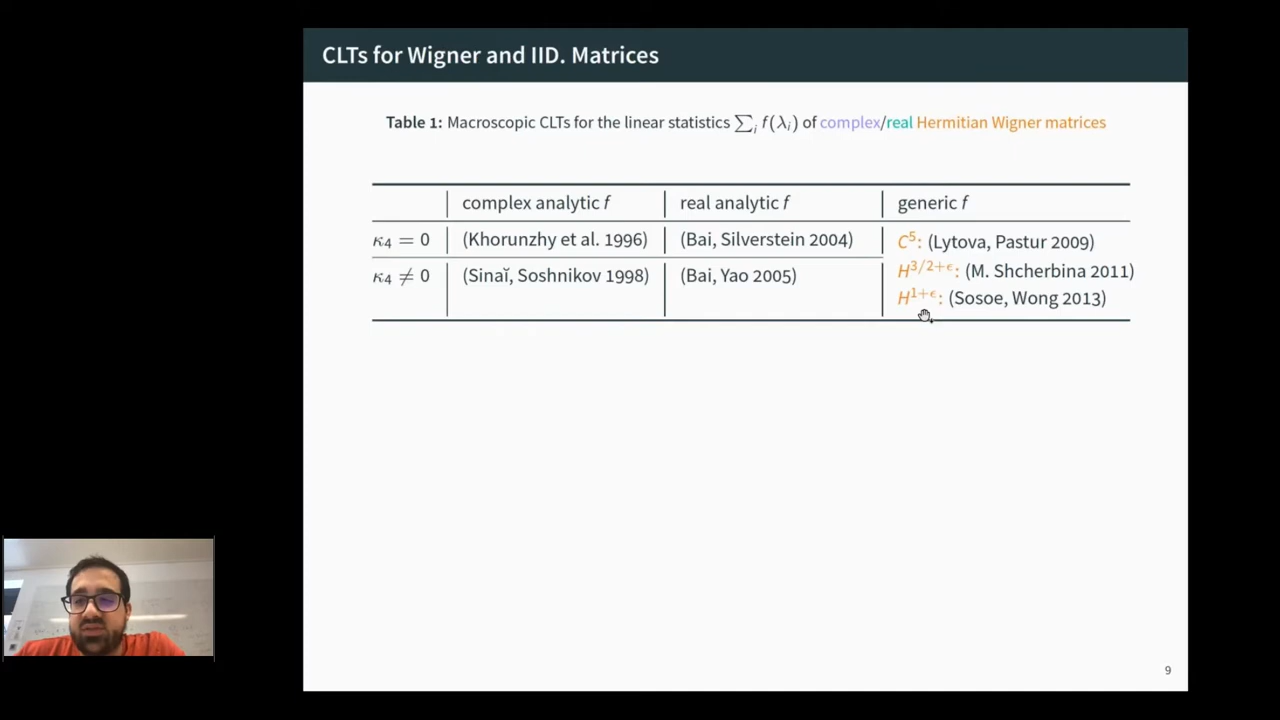 CLTs for Wigner and IID. Matrices
Table 1: Macroscopic CLTs for the linear statistics ∑ᵢ f(λᵢ) of complex/real Hermitian Wigner matrices
complex analytic f | real analytic f | generic f
κ₄ = 0 | (Khorunzhy et al. 1996) | (Bai, Silverstein 2004) | C⁵: (Lytova, Pastur 2009)
κ₄ ≠ 0 | (Sinaĭ, Soshnikov 1998) | (Bai, Yao 2005) | H^{3/2+ϵ}: (M. Shcherbina 2011)
H^{1+ϵ}: (Sosoe, Wong 2013)
9